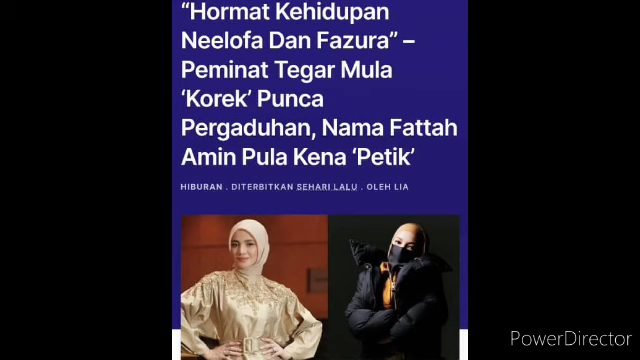 “Hormat Kehidupan
Neelofa Dan Fazura” –
Peminat Tegar Mula
‘Korek’ Punca
Pergaduhan, Nama Fattah
Amin Pula Kena ‘Petik’
HIBURAN . DITERBITKAN SEHARI LALU . OLEH LIA
PowerDirector